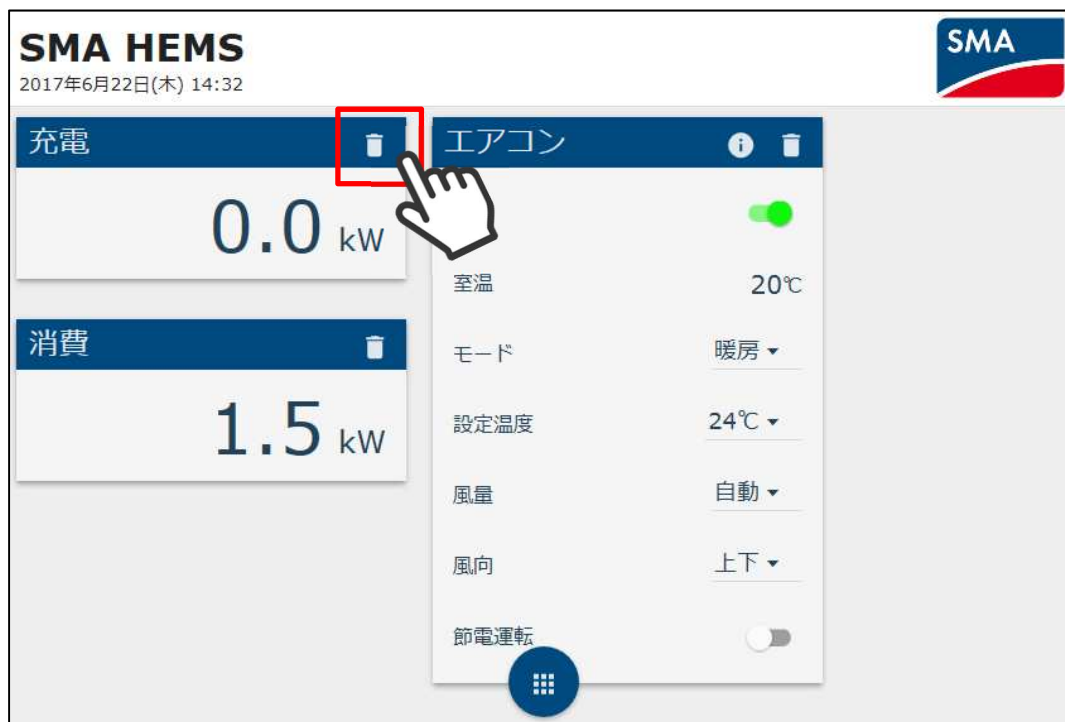 SMA HEMS
2017年6月22日(木) 14:32
SMA
充電
0.0 kW
消費
1.5 kW
エアコン
室温 20℃
モード 暖房
設定温度 24℃
風量 自動
風向 上下
節電運転